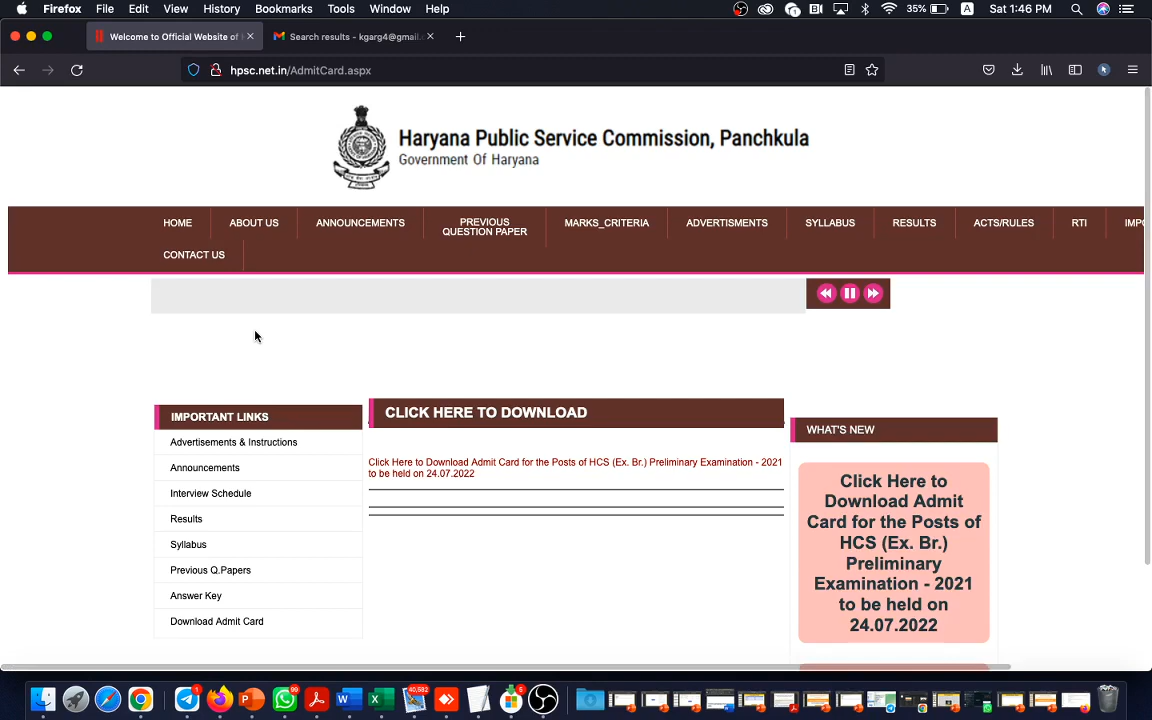 Firefox File Edit View History Bookmarks Tools Window Help 35% A Sat 1:46 PM
Welcome to Official Website of
Search results - kgarg4@gmail.
hpsc.net.in/AdmitCard.aspx
Haryana Public Service Commission, Panchkula
Government Of Haryana
HOME ABOUT US ANNOUNCEMENTS PREVIOUS QUESTION PAPER MARKS_CRITERIA ADVERTISMENTS SYLLABUS RESULTS ACTS/RULES RTI IMPO
CONTACT US
IMPORTANT LINKS
Advertisements & Instructions
Announcements
Interview Schedule
Results
Syllabus
Previous Q.Papers
Answer Key
Download Admit Card
CLICK HERE TO DOWNLOAD
Click Here to Download Admit Card for the Posts of HCS (Ex. Br.) Preliminary Examination - 2021
to be held on 24.07.2022
WHAT'S NEW
Click Here to
Download Admit
Card for the Posts of
HCS (Ex. Br.)
Preliminary
Examination - 2021
to be held on
24.07.2022
1
99
40,582
5